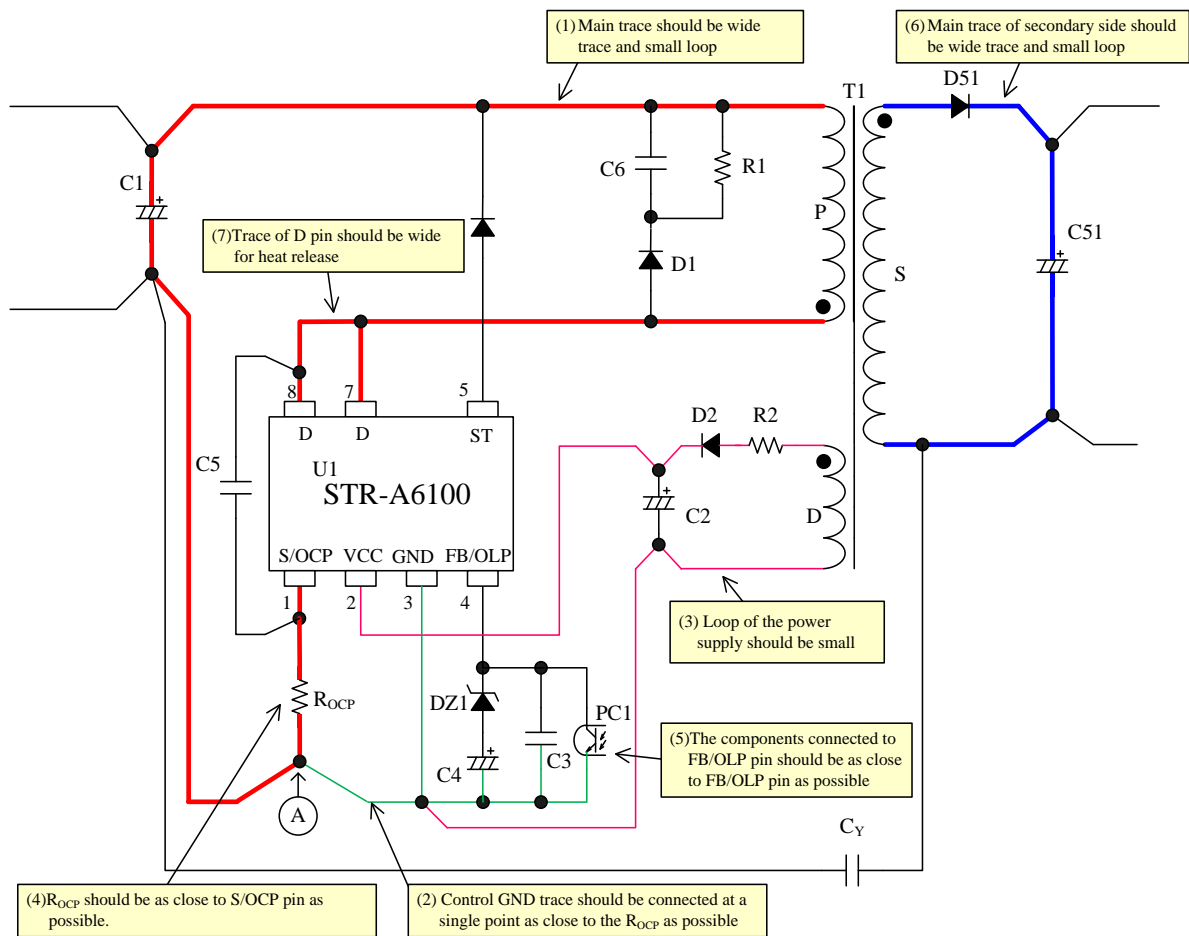 (1) Main trace should be wide
trace and small loop
(6) Main trace of secondary side should
be wide trace and small loop
D51
T1
C1
C6
R1
P
(7)Trace of D pin should be wide
for heat release
D1
S
C51
8
7
5
D
D
ST
D2
R2
C5
U1
STR-A6100
C2
D
S/OCP
VCC
GND
FB/OLP
1
2
3
4
(3) Loop of the power
supply should be small
ROCP
DZ1
PC1
C3
C4
(5)The components connected to
FB/OLP pin should be as close
to FB/OLP pin as possible
A
CY
(4)ROCP should be as close to S/OCP pin as
possible.
(2) Control GND trace should be connected at a
single point as close to the ROCP as possible